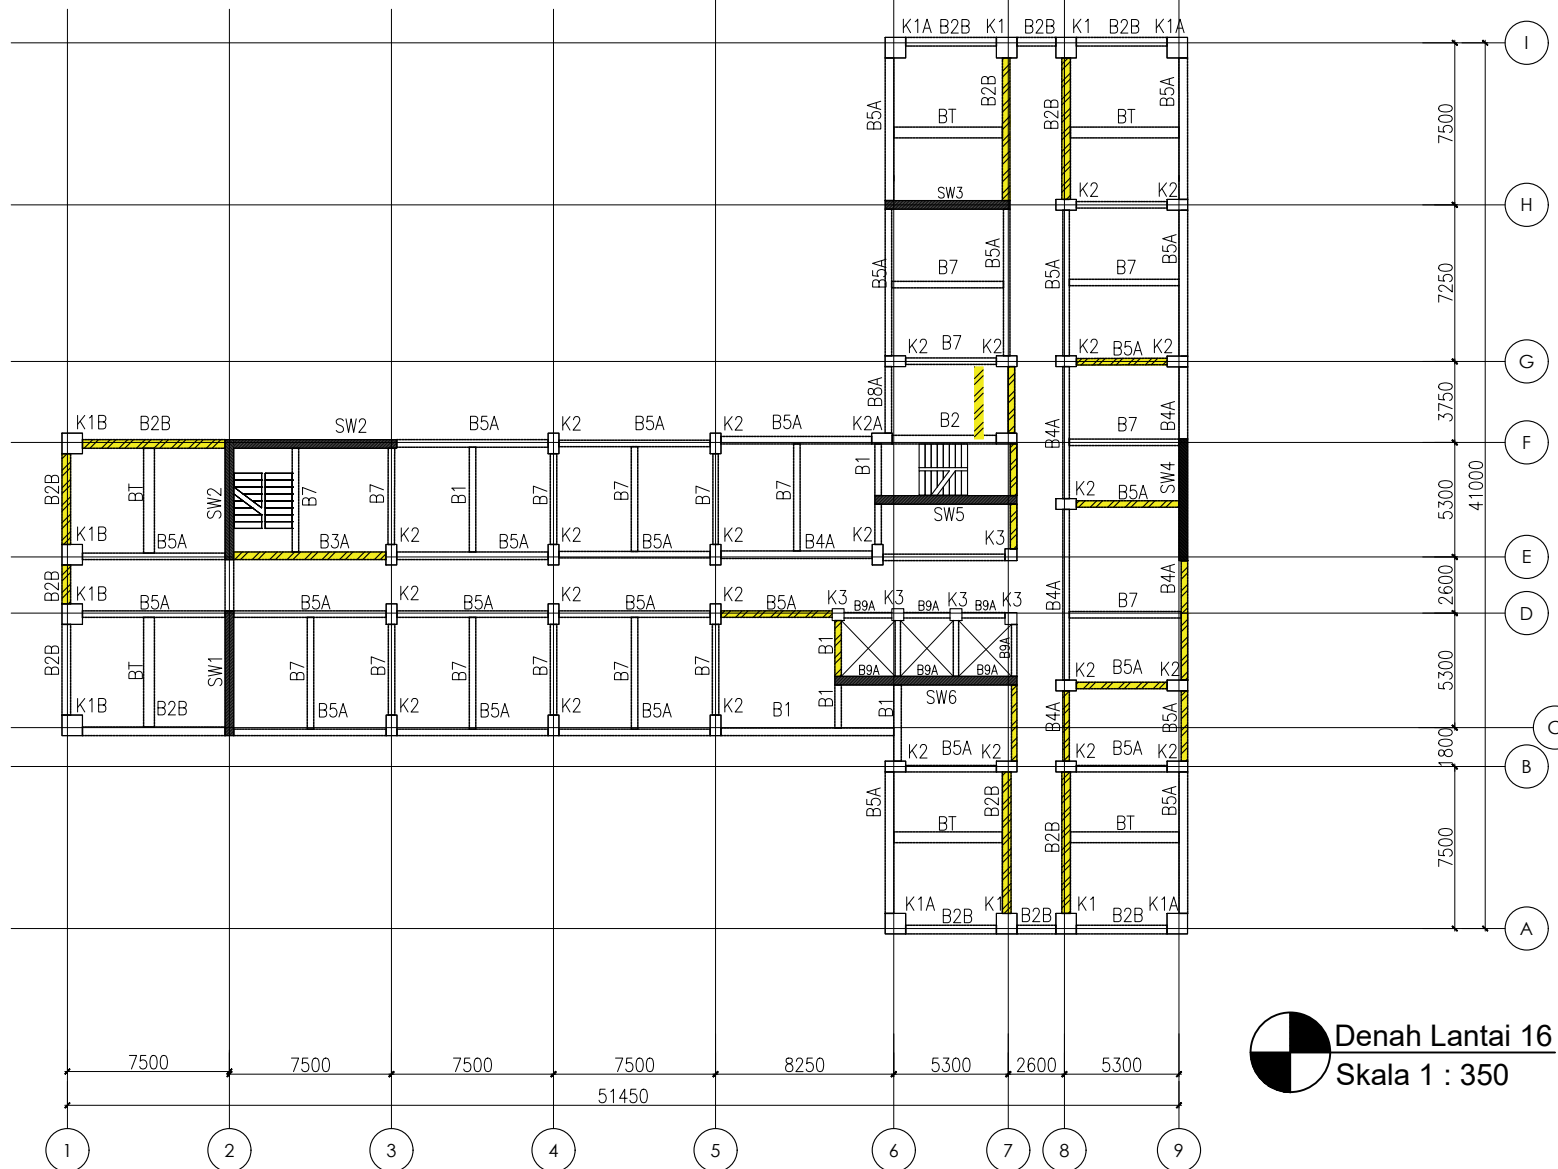 K1A B2B K1 B2B K1 B2B K1A I
B5A B2B B2B B5A 7500
BT BT
K2 K2
SW3 H
B5A B7 B5A B5A B7 B5A 7250
K2 B7 K2 K2 B5A K2 G
B8A B4A 3750
K1B B2B SW2 B5A K2 B5A K2 B5A K2A B2 B4A B7 F
B2B BT SW2 B7 B7 B1 B7 B7 B7 B7 B1 SW4 5300 41000
K2 B5A
SW5
K1B B5A B3A K2 B5A K2 B5A K2 B4A K2 K3 E
B2B B4A B4A B7 2600
K1B B5A B5A K2 B5A K2 B5A K2 B5A K3 B9A K3 B9A K3 B9A K3 D
B2B BT SW1 B7 B7 B7 B7 B7 B1 B9A B9A B9A B9A 5300
K2 B5A K2
SW6
K1B B2B B5A K2 B5A K2 B5A K2 B1 B1 B1 B4A B5A C
K2 B5A K2 K2 B5A K2 1800 B
B5A B2B B2B B5A 7500
BT BT
K1A B2B K1 B2B K1 B2B K1A A
Denah Lantai 16
Skala 1 : 350
7500 7500 7500 7500 8250 5300 2600 5300
51450
1 2 3 4 5 6 7 8 9